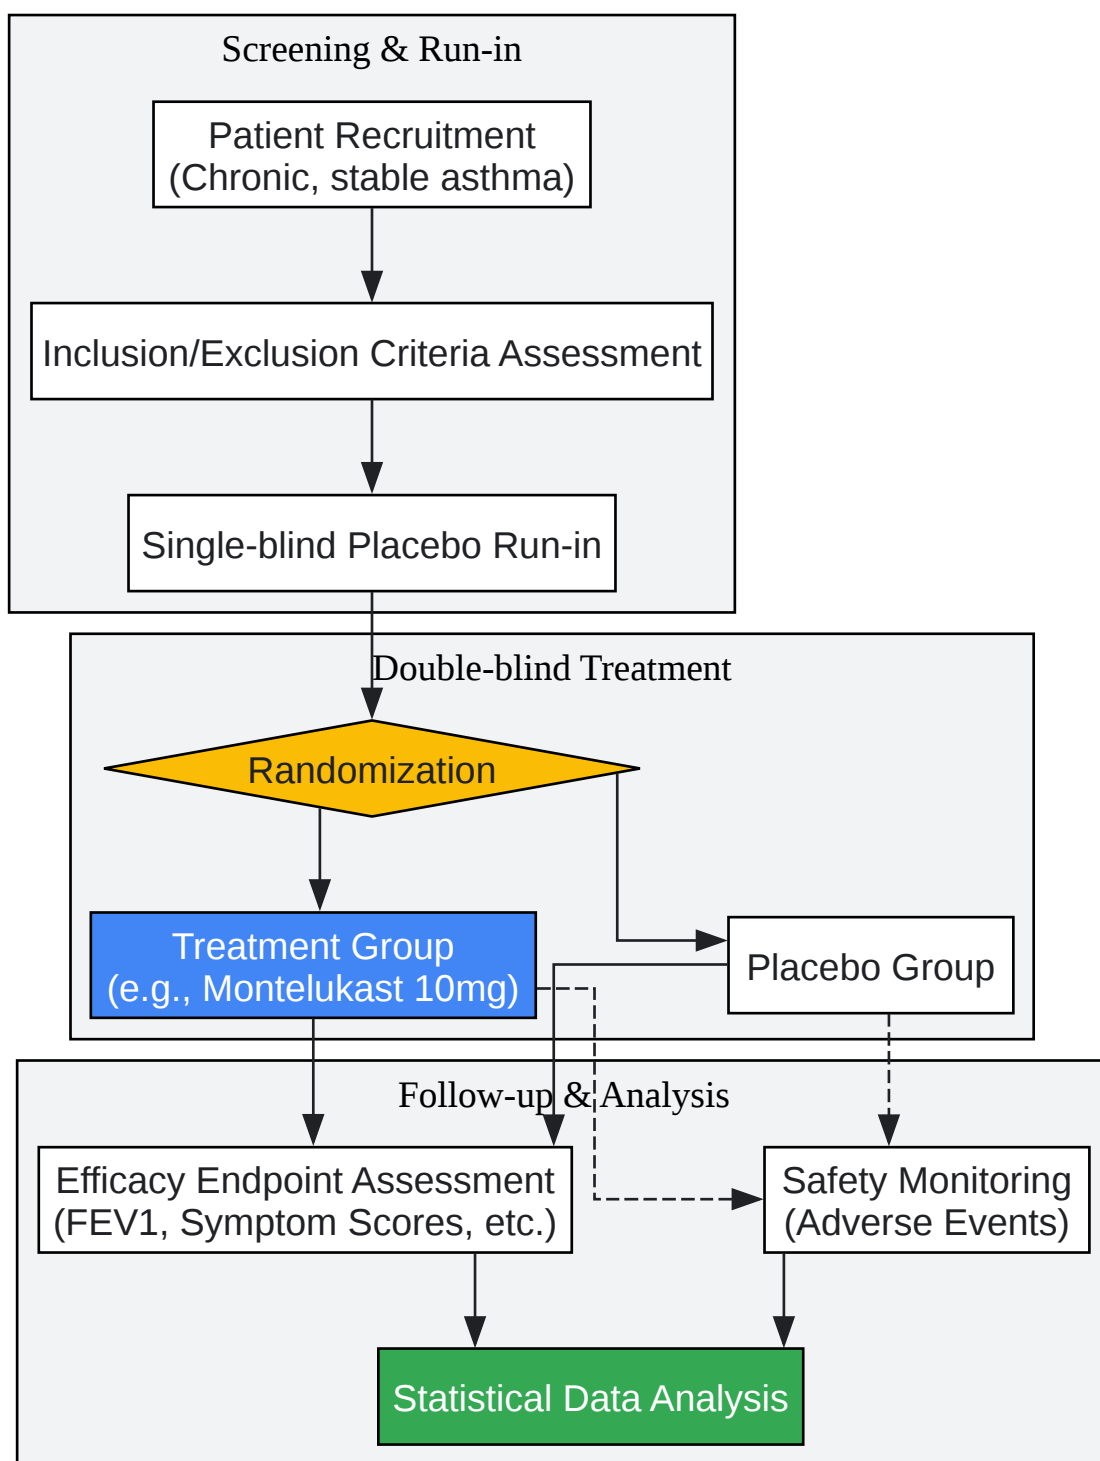 Screening & Run-in
Patient Recruitment
(Chronic, stable asthma)
Inclusion/Exclusion Criteria Assessment
Single-blind Placebo Run-in
Double-blind Treatment
Randomization
Treatment Group
(e.g., Montelukast 10mg)
Placebo Group
Follow-up & Analysis
Efficacy Endpoint Assessment
(FEV1, Symptom Scores, etc.)
Safety Monitoring
(Adverse Events)
Statistical Data Analysis